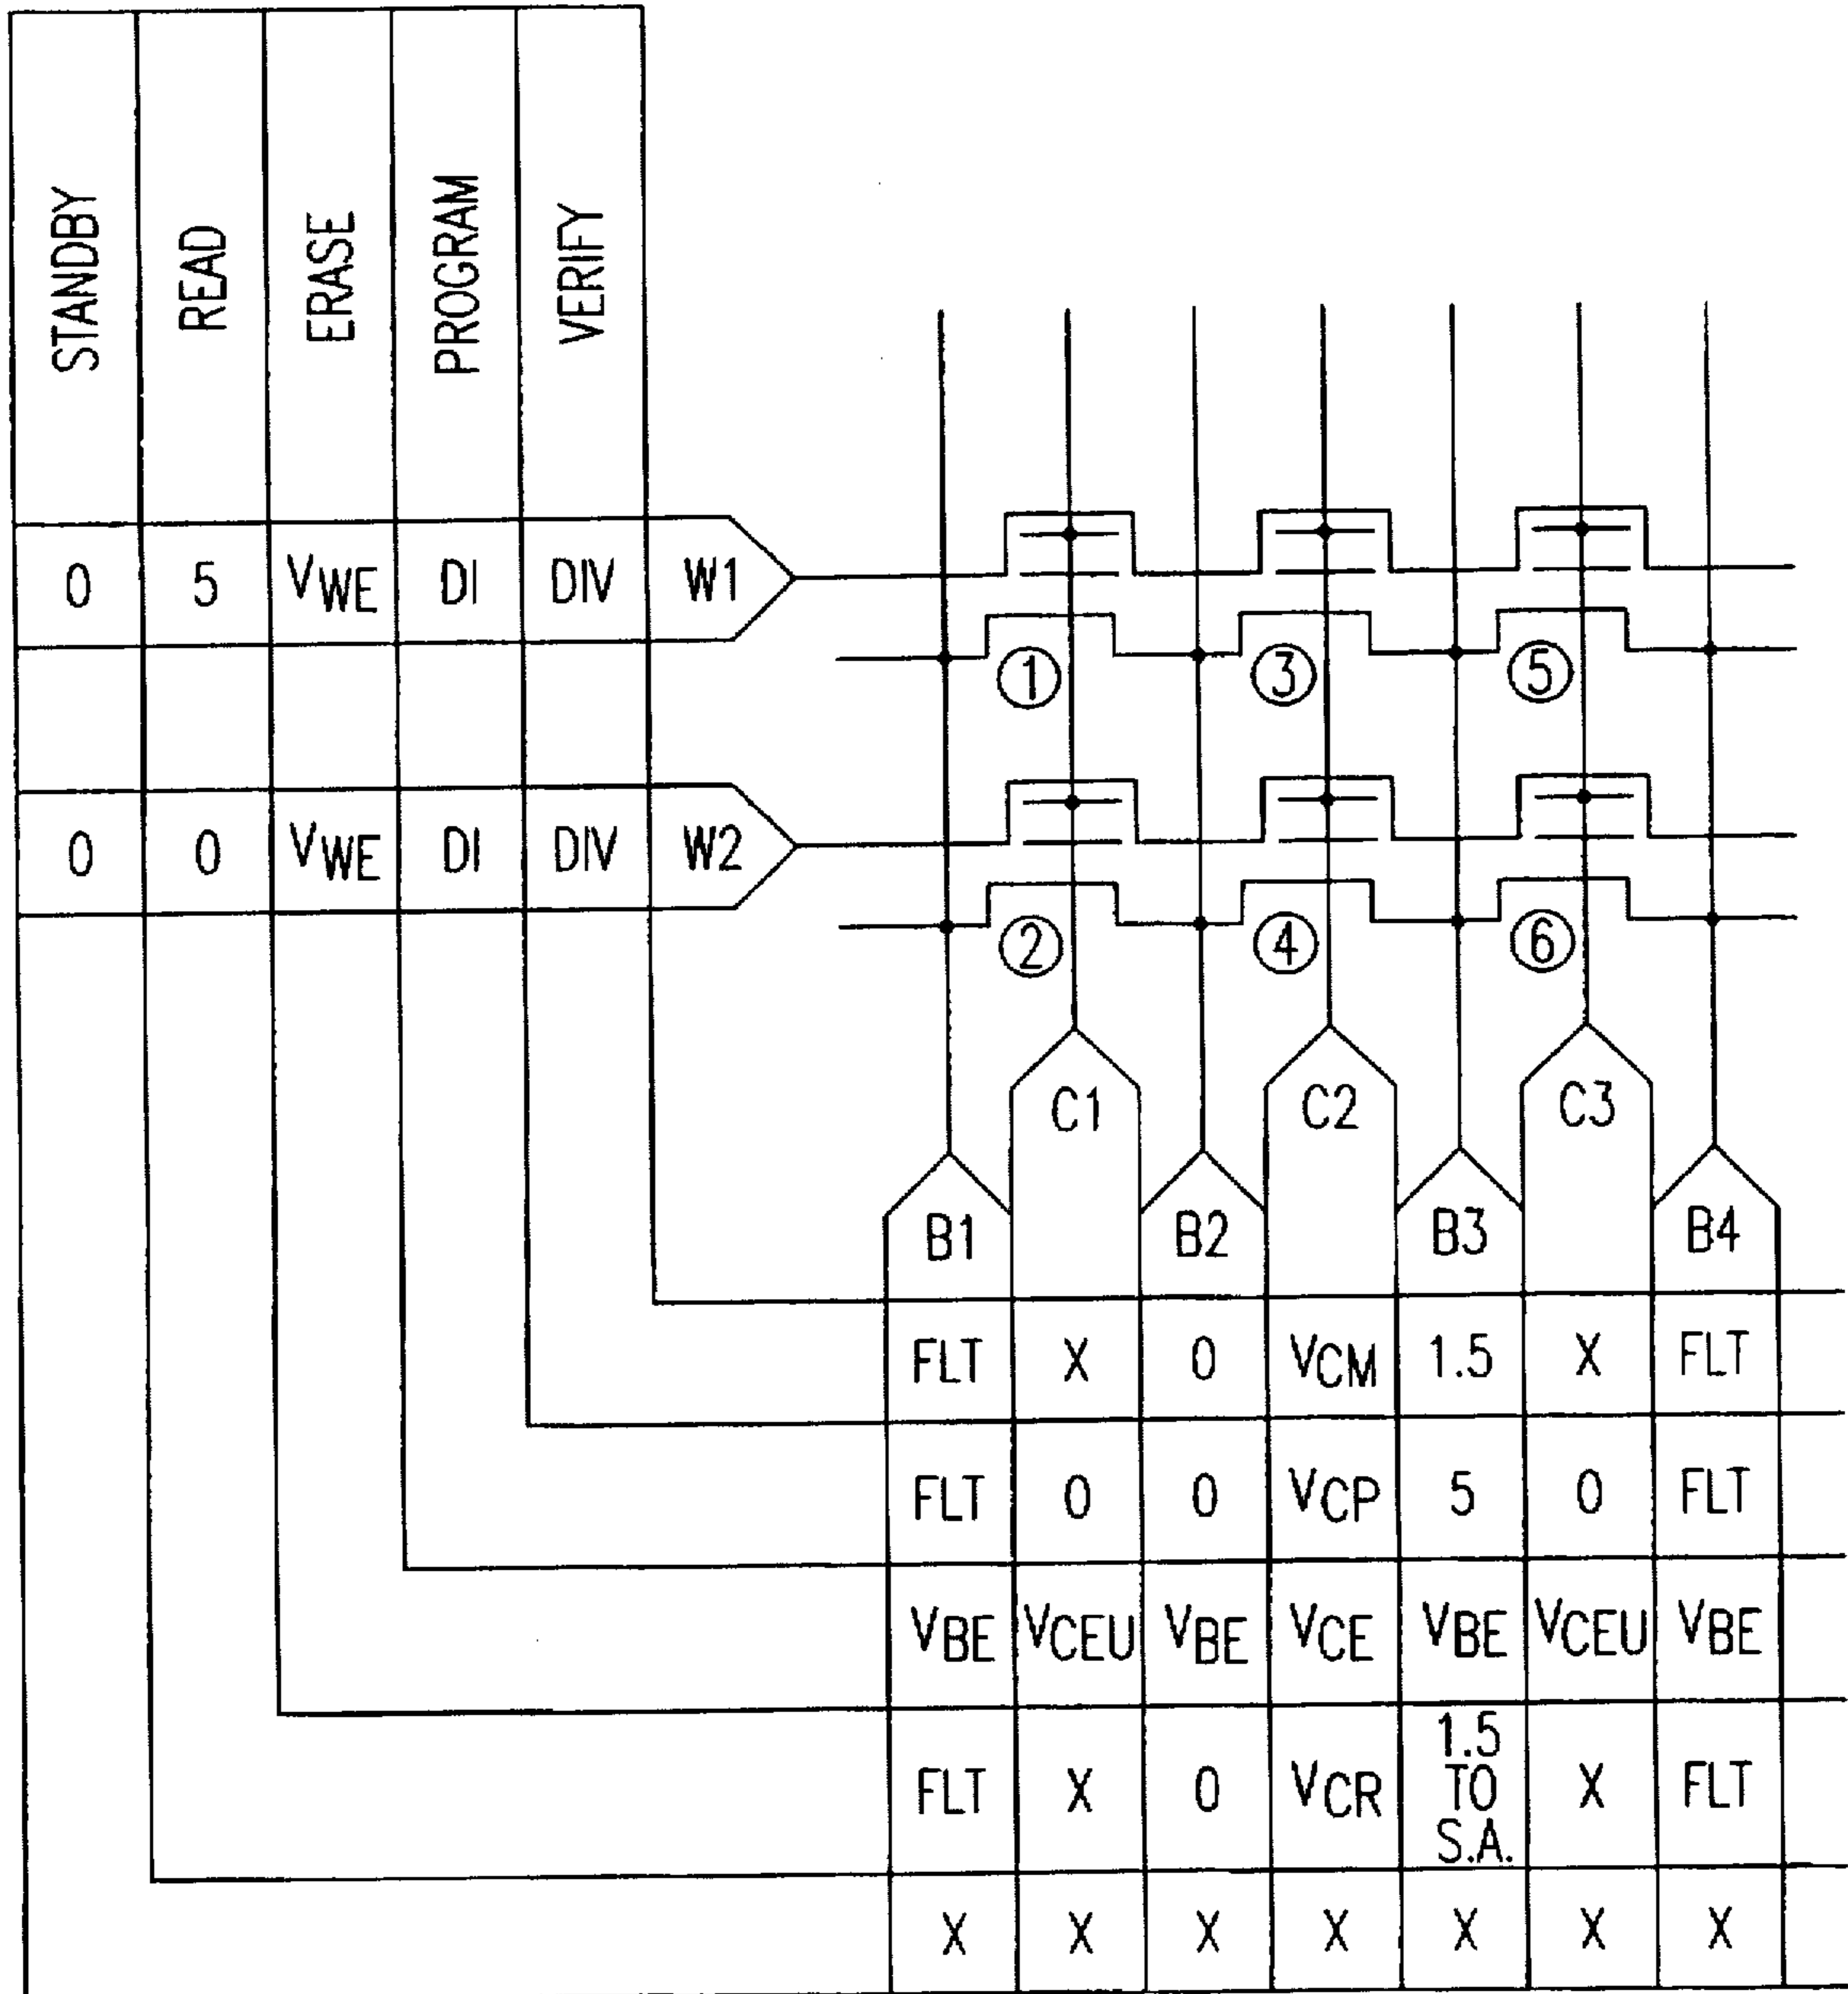 STANDBY READ ERASE PROGRAM VERIFY
0 5 VWE DI DIV W1
① ③ ⑤
0 0 VWE DI DIV W2
② ④ ⑥
C1 C2 C3
B1 B2 B3 B4
FLT X 0 VCM 1.5 X FLT
FLT 0 0 VCP 5 0 FLT
VBE VCEU VBE VCE VBE VCEU VBE
FLT X 0 VCR 1.5 TO S.A. X FLT
X X X X X X X